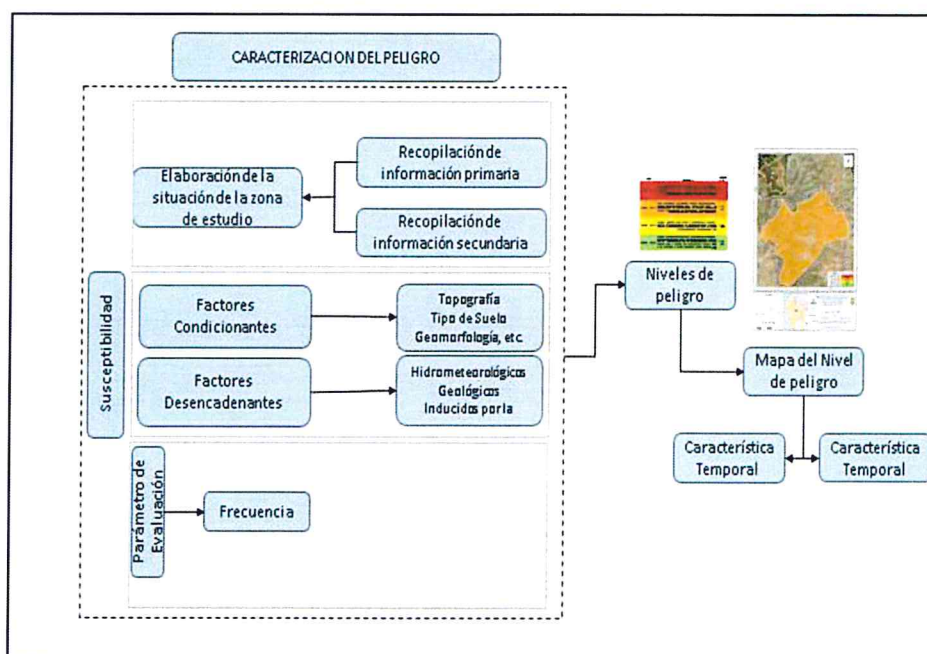 CARACTERIZACION DEL PELIGRO
Elaboración de la
situación de la zona
de estudio
Recopilación de
información primaria
Recopilación de
información secundaria
Susceptibilidad
Factores
Condicionantes
Topografía
Tipo de Suelo
Geomorfología, etc.
Factores
Desencadenantes
Hidrometeorológicos
Geológicos
Inducidos por la
Parámetro de
Evaluación
Frecuencia
Niveles de
peligro
Mapa del Nivel
de peligro
Característica
Temporal
Característica
Temporal